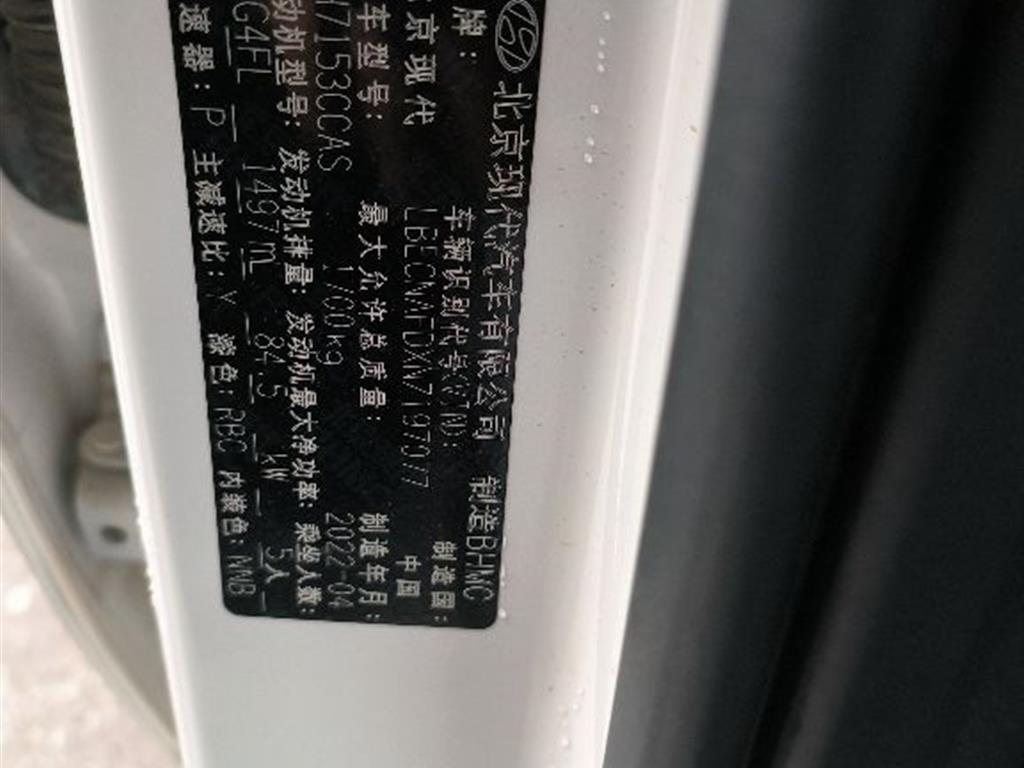 北京现代汽车有限公司 制造BHMC
牌: 车辆识别代号(VIN): 制造国:
京现代 LBECNAFDXNZ197077 中国
车型号: 最大允许总质量: 制造年月:
7153CCAS 1700kg 2022-04
动机型号: 发动机排量: 发动机最大净功率: 乘坐人数:
G4FL 1497m 84.5 kW 5人
速器: P 主减速比: Y 漆色: RBC 内装色: NNB